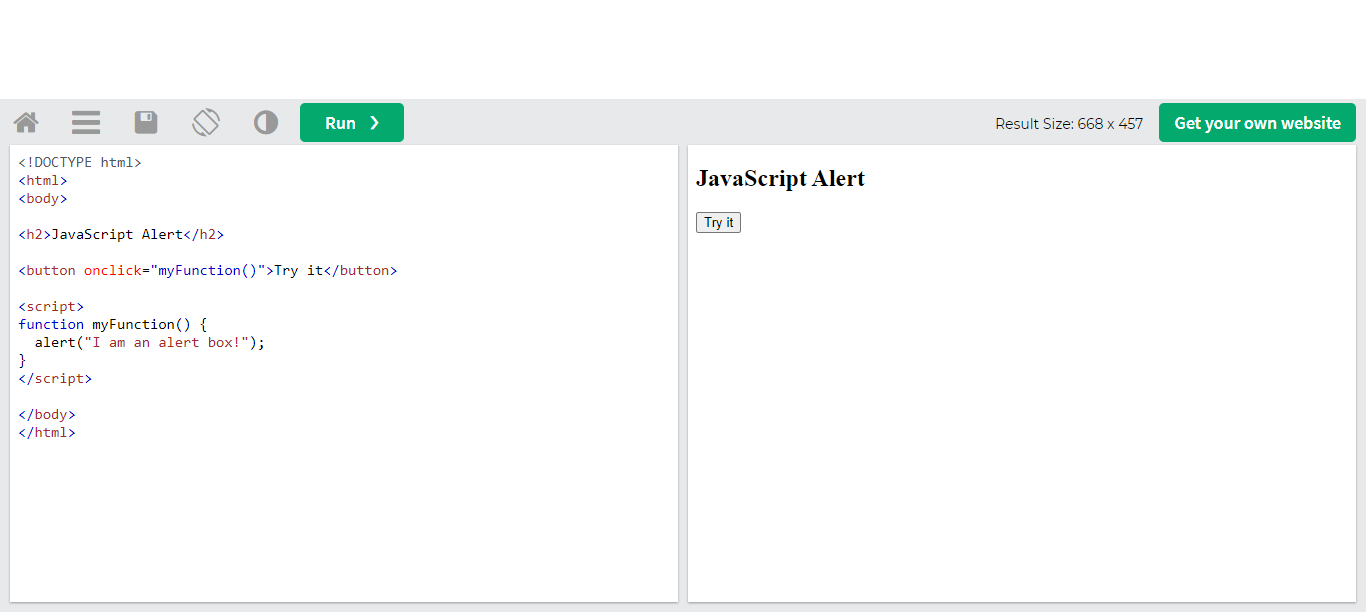 Run ❯
Result Size: 668 x 457
Get your own website
<!DOCTYPE html>
<html>
<body>
<h2>JavaScript Alert</h2>
<button onclick="myFunction()">Try it</button>
<script>
function myFunction() {
  alert("I am an alert box!");
}
</script>
</body>
</html>
JavaScript Alert
Try it